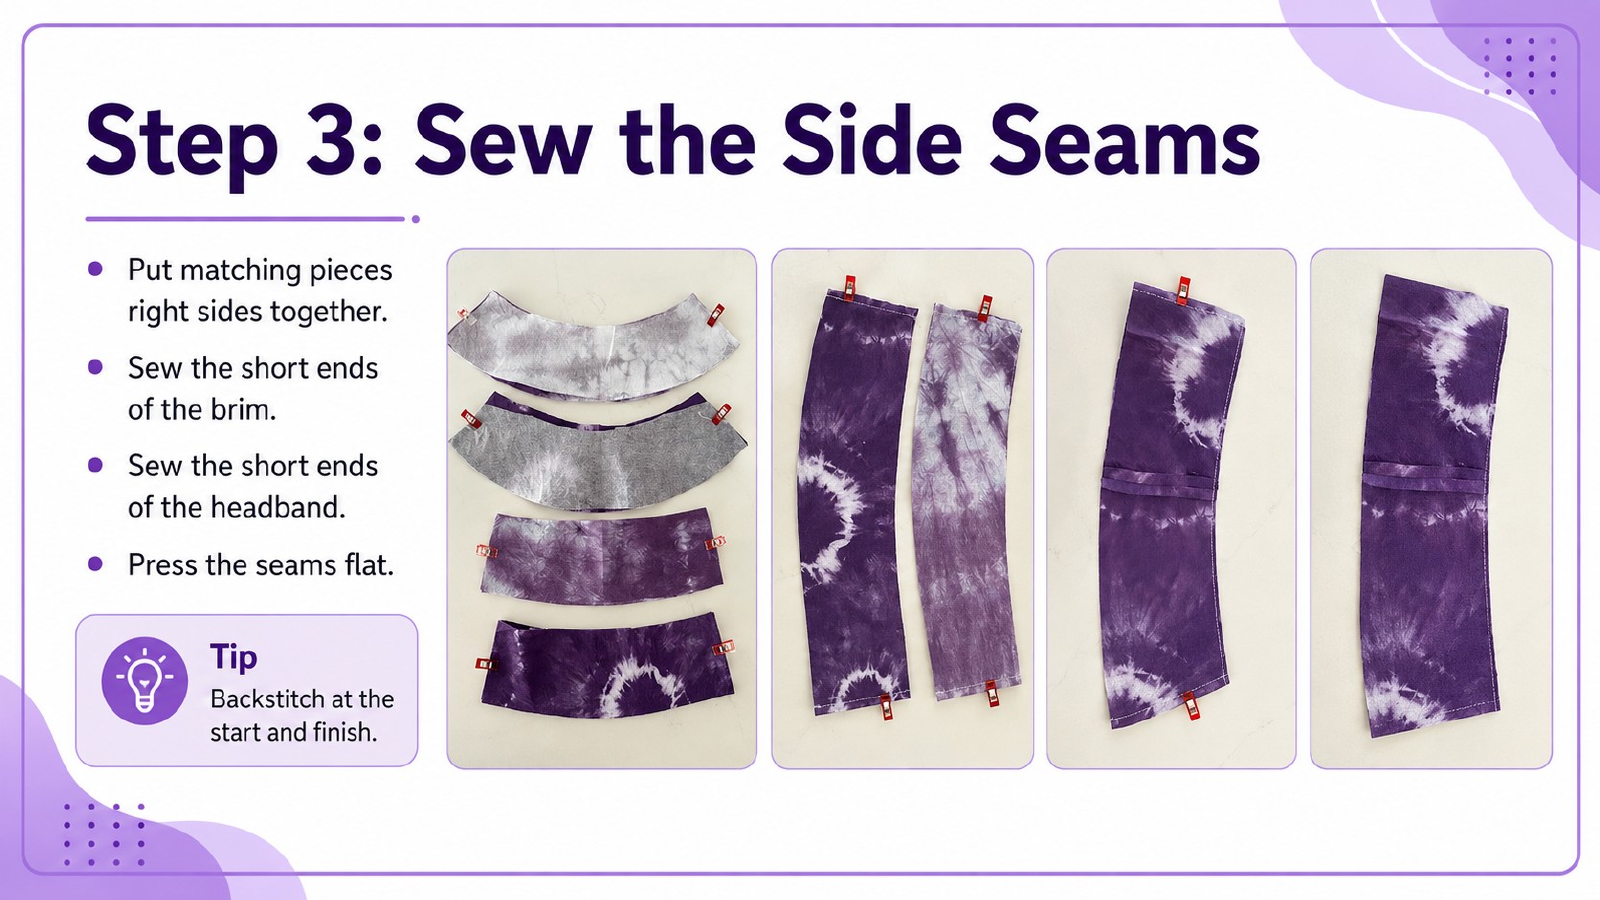 Step 3: Sew the Side Seams
Put matching pieces
right sides together.
Sew the short ends
of the brim.
Sew the short ends
of the headband.
Press the seams flat.
Tip
Backstitch at the
start and finish.